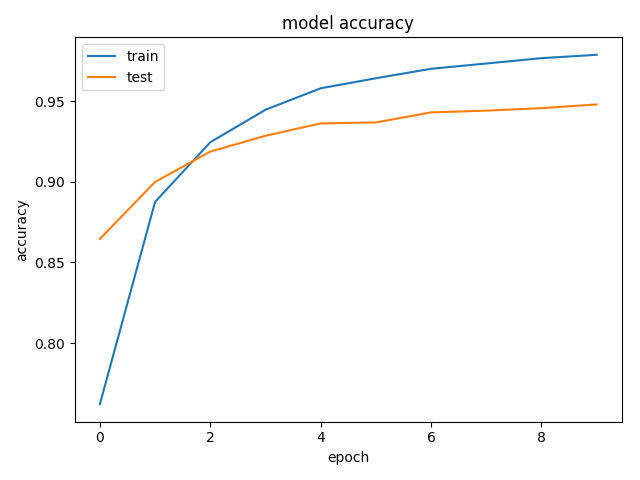 model accuracy
train
test
0.95
0.90
0.85
0.80
accuracy
0 2 4 6 8
epoch